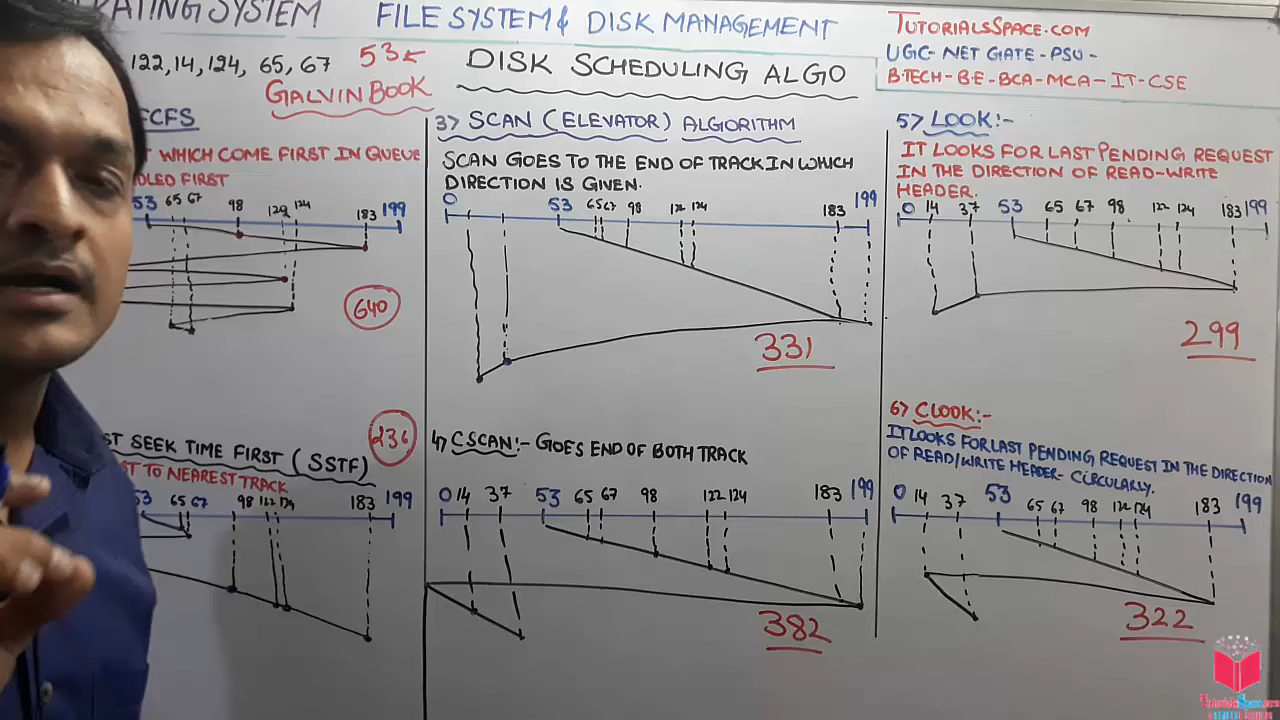 RATING SYSTEM
FILE SYSTEM & DISK MANAGEMENT
TUTORIALSSPACE.COM
UGC-NET GATE-PSU-
B.TECH-B.E-BCA-MCA-IT-CSE
122, 14, 124, 65, 67
53
DISK SCHEDULING ALGO
GALVIN BOOK
FCFS
WHICH COME FIRST IN QUEUE
DLED FIRST
53 65 67 98 122 124 183 199
640
ST SEEK TIME FIRST (SSTF)
236
ST TO NEAREST TRACK
53 65 67 98 122 124 183 199
3> SCAN (ELEVATOR) ALGORITHM
SCAN GOES TO THE END OF TRACK IN WHICH
DIRECTION IS GIVEN.
0 53 65 67 98 122 124 183 199
331
4> CSCAN:- GOES END OF BOTH TRACK
0 14 37 53 65 67 98 122 124 183 199
382
5> LOOK:-
IT LOOKS FOR LAST PENDING REQUEST
IN THE DIRECTION OF READ-WRITE
HEADER.
0 14 37 53 65 67 98 122 124 183 199
299
6> CLOOK:-
IT LOOKS FOR LAST PENDING REQUEST IN THE DIRECTION
OF READ/WRITE HEADER- CIRCULARLY.
0 14 37 53 65 67 98 122 124 183 199
322